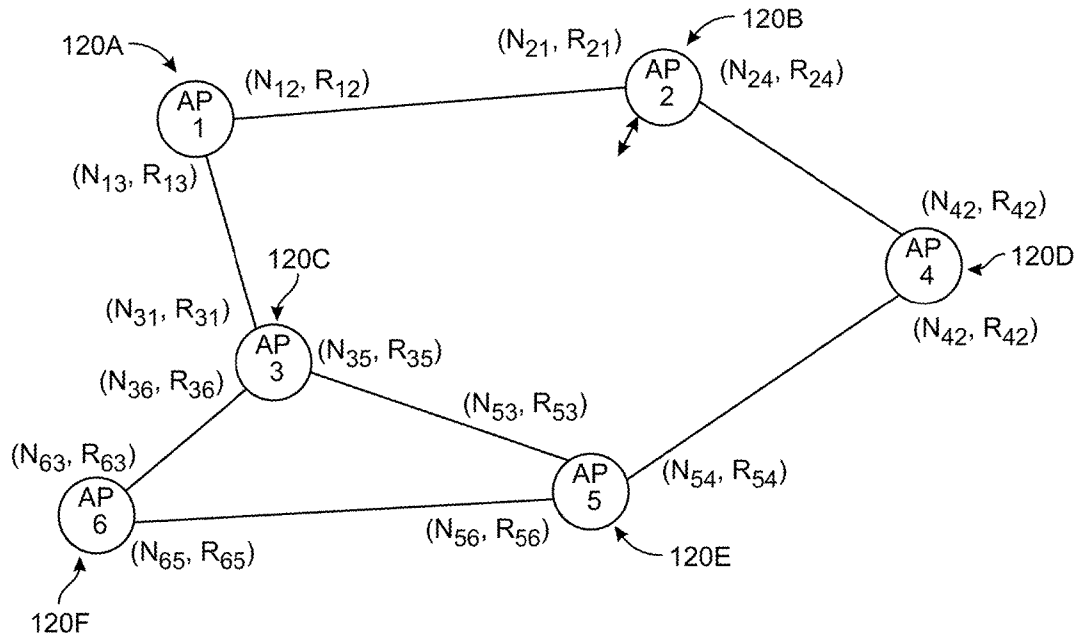 120B
120A
(N21, R21)
AP
2
(N24, R24)
(N12, R12)
AP
1
(N13, R13)
(N42, R42)
AP
4
120D
120C
(N31, R31)
(N42, R42)
AP
3
(N35, R35)
(N36, R36)
(N53, R53)
(N63, R63)
AP
5
(N54, R54)
AP
6
(N56, R56)
(N65, R65)
120E
120F